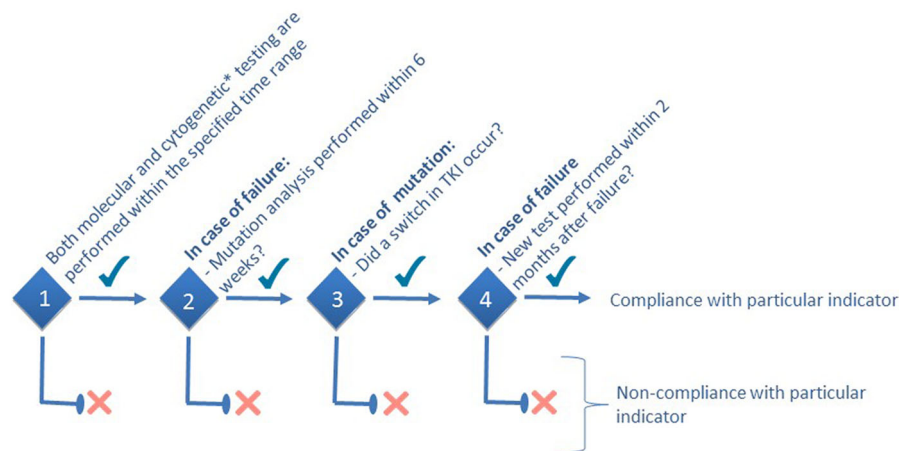 1
Both molecular and cytogenetic* testing are
performed within the specified time range
2
In case of failure:
- Mutation analysis performed within 6
weeks?
3
In case of mutation:
- Did a switch in TKI occur?
4
In case of failure
- New test performed within 2
months after failure?
Compliance with particular indicator
Non-compliance with particular
indicator